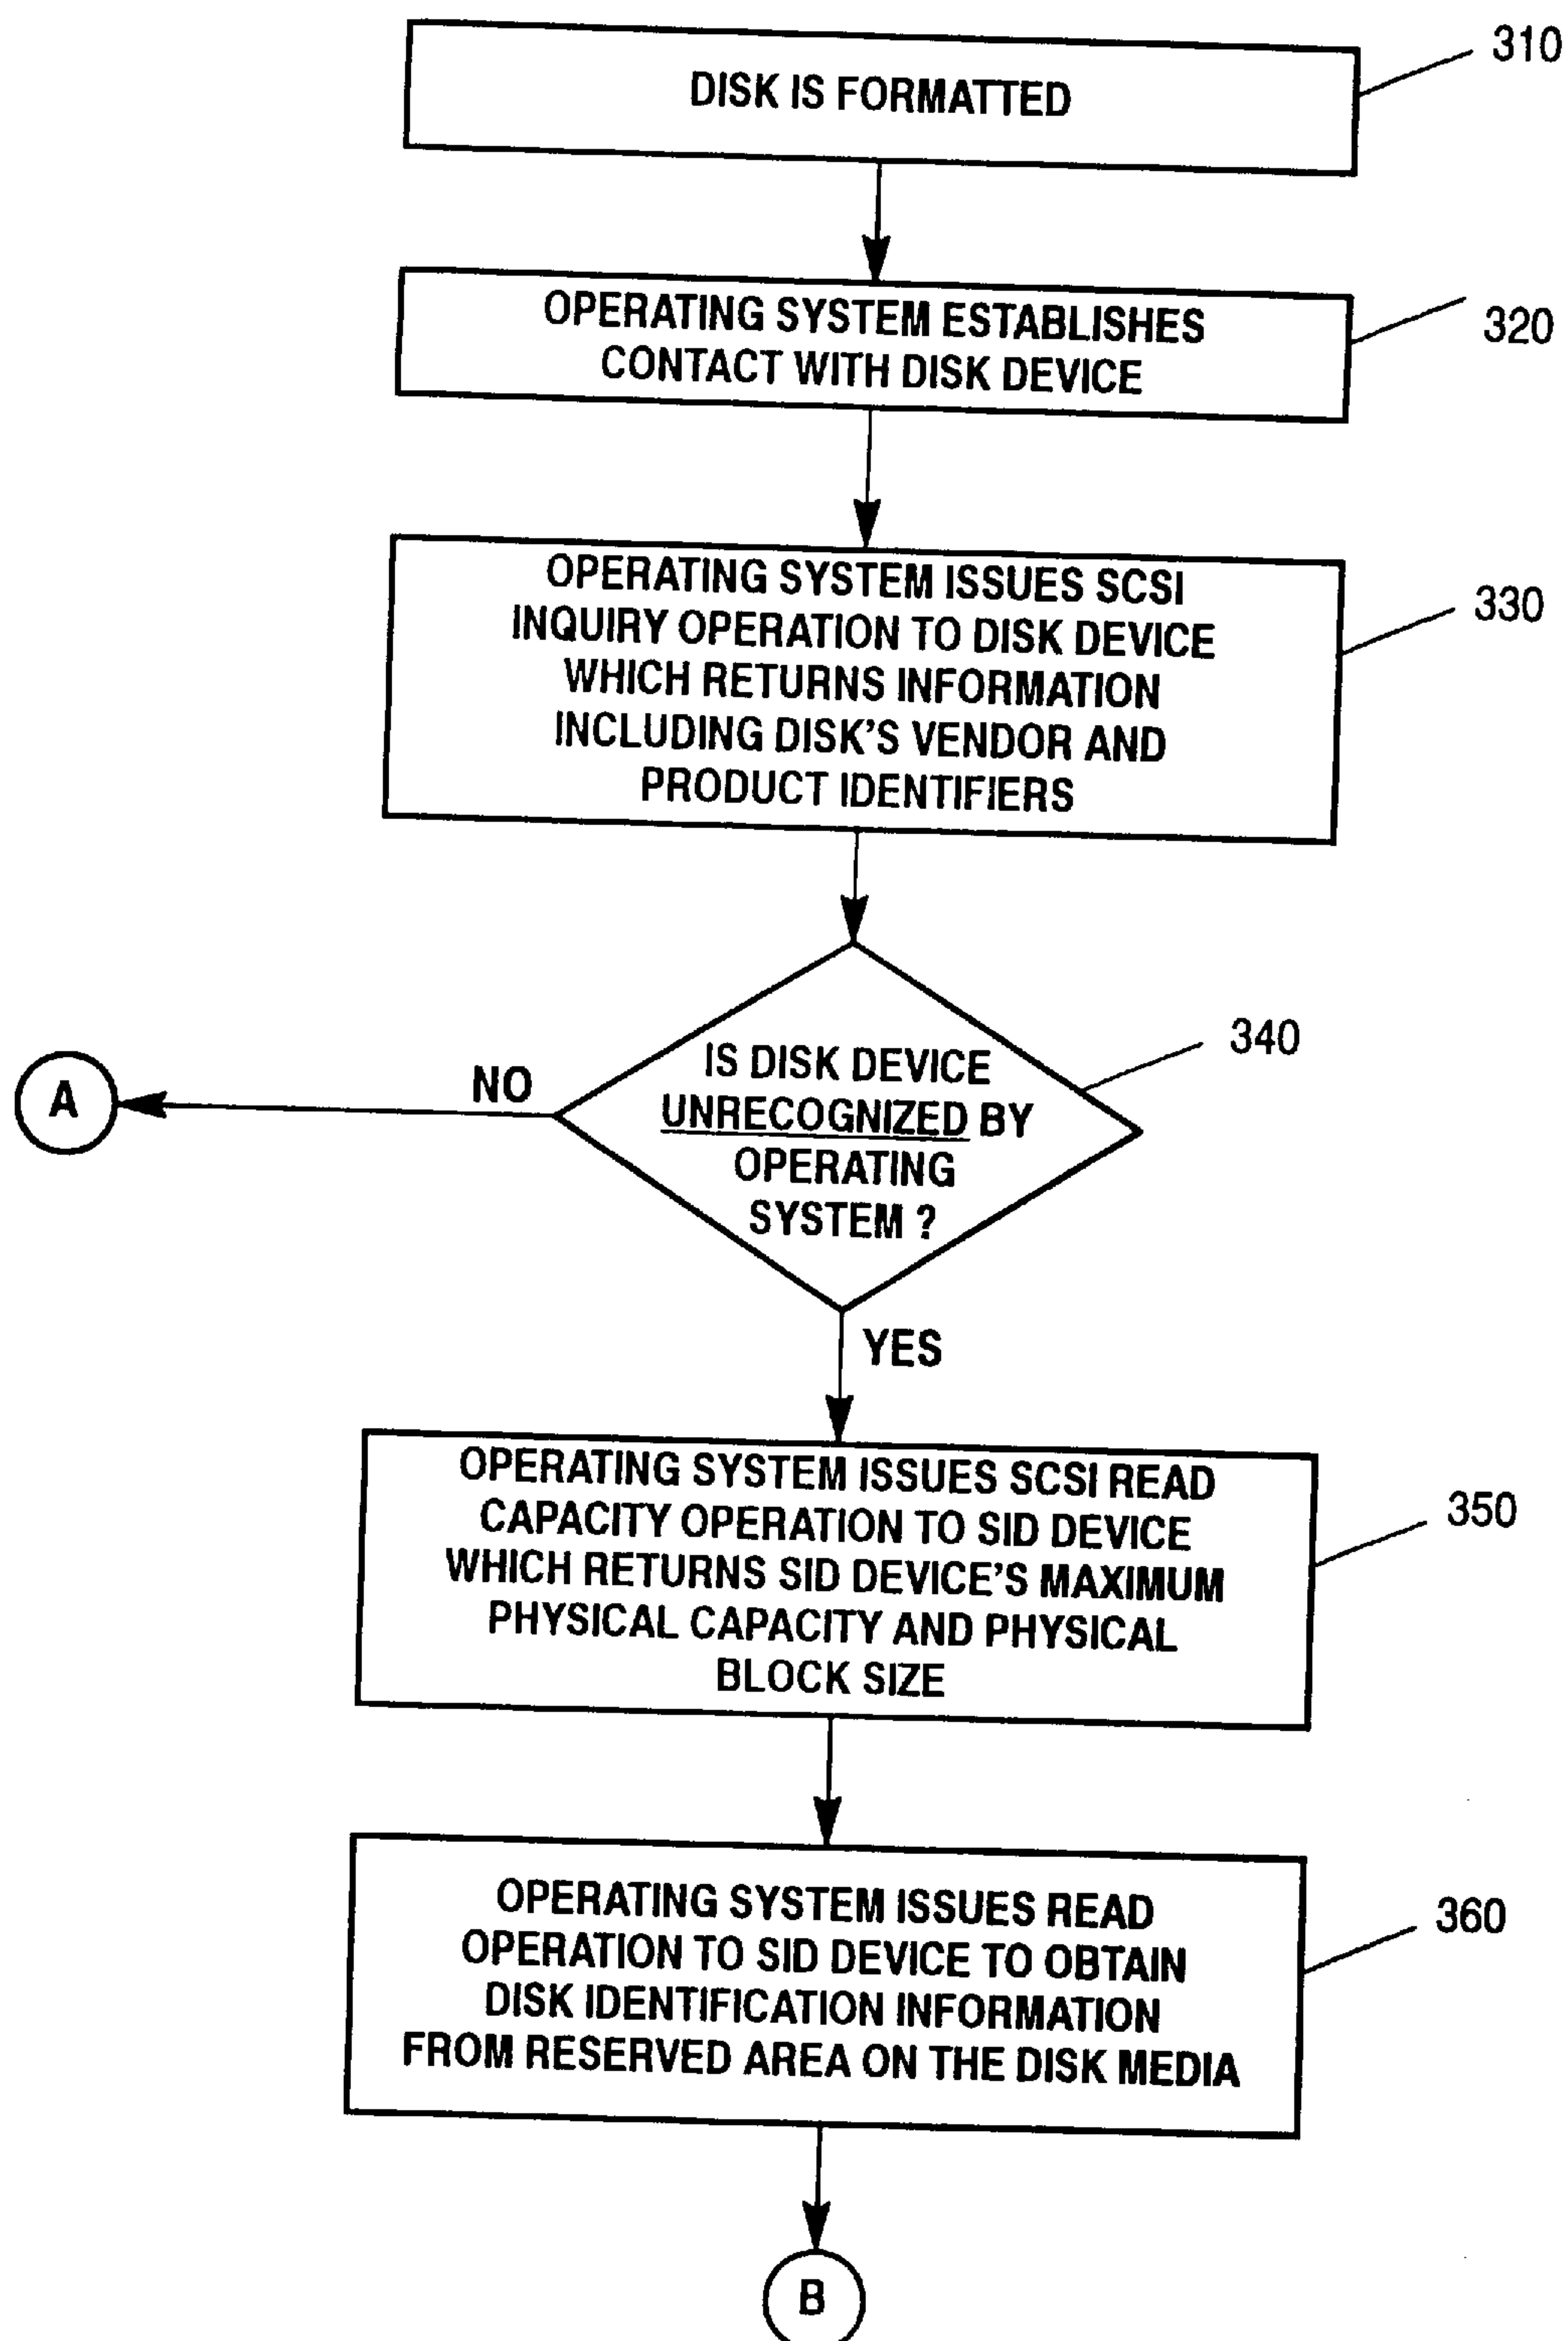 310
DISK IS FORMATTED
320
OPERATING SYSTEM ESTABLISHES
CONTACT WITH DISK DEVICE
330
OPERATING SYSTEM ISSUES SCSI
INQUIRY OPERATION TO DISK DEVICE
WHICH RETURNS INFORMATION
INCLUDING DISK'S VENDOR AND
PRODUCT IDENTIFIERS
340
IS DISK DEVICE
UNRECOGNIZED BY
OPERATING
SYSTEM ?
NO
A
YES
350
OPERATING SYSTEM ISSUES SCSI READ
CAPACITY OPERATION TO SID DEVICE
WHICH RETURNS SID DEVICE'S MAXIMUM
PHYSICAL CAPACITY AND PHYSICAL
BLOCK SIZE
360
OPERATING SYSTEM ISSUES READ
OPERATION TO SID DEVICE TO OBTAIN
DISK IDENTIFICATION INFORMATION
FROM RESERVED AREA ON THE DISK MEDIA
B